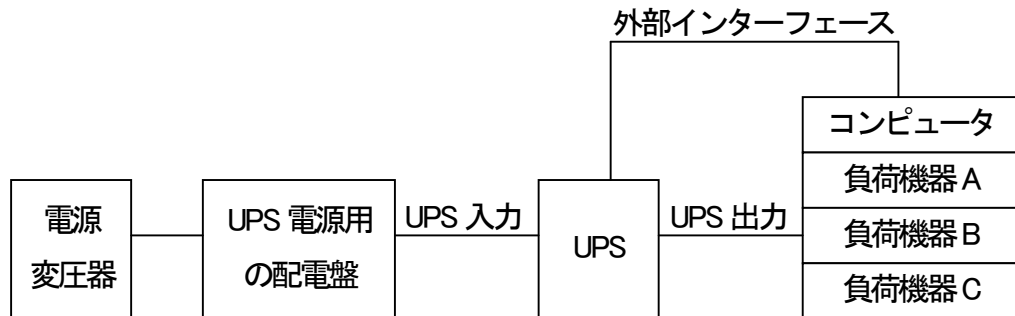 外部インターフェース
コンピュータ
負荷機器A
電源
変圧器
UPS 電源用
の配電盤
UPS 入力
UPS
UPS 出力
負荷機器B
負荷機器C